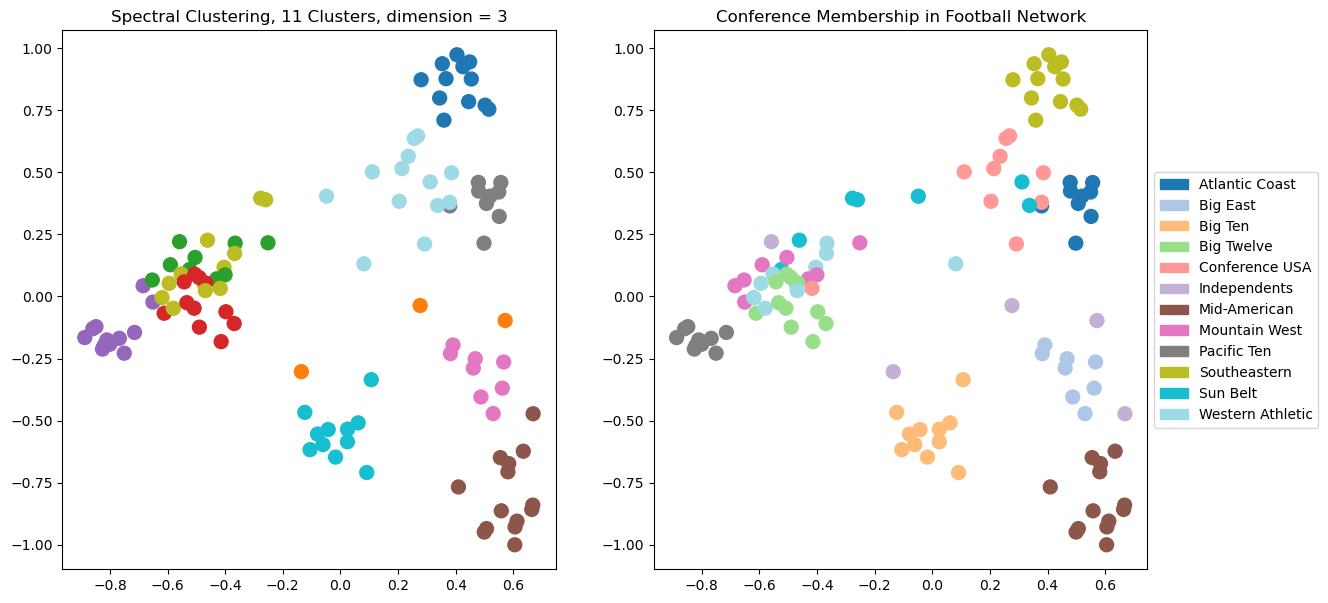 Spectral Clustering, 11 Clusters, dimension = 3
1.00
0.75
0.50
0.25
0.00
−0.25
−0.50
−0.75
−1.00
−0.8
−0.6
−0.4
−0.2
0.0
0.2
0.4
0.6
Conference Membership in Football Network
1.00
0.75
0.50
0.25
0.00
−0.25
−0.50
−0.75
−1.00
−0.8
−0.6
−0.4
−0.2
0.0
0.2
0.4
0.6
Atlantic Coast
Big East
Big Ten
Big Twelve
Conference USA
Independents
Mid-American
Mountain West
Pacific Ten
Southeastern
Sun Belt
Western Athletic